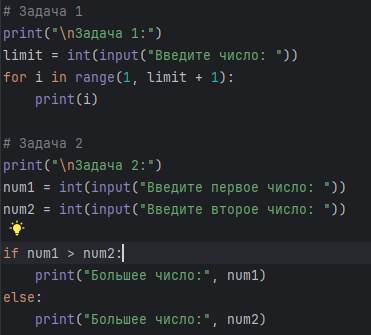 # Задача 1
print("\nЗадача 1:")
limit = int(input("Введите число: "))
for i in range(1, limit + 1):
    print(i)

# Задача 2
print("\nЗадача 2:")
num1 = int(input("Введите первое число: "))
num2 = int(input("Введите второе число: "))

if num1 > num2:
    print("Большее число:", num1)
else:
    print("Большее число:", num2)